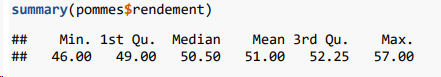 summary(pommes$rendement)
##    Min. 1st Qu.  Median    Mean 3rd Qu.    Max.
##   46.00   49.00   50.50   51.00   52.25   57.00